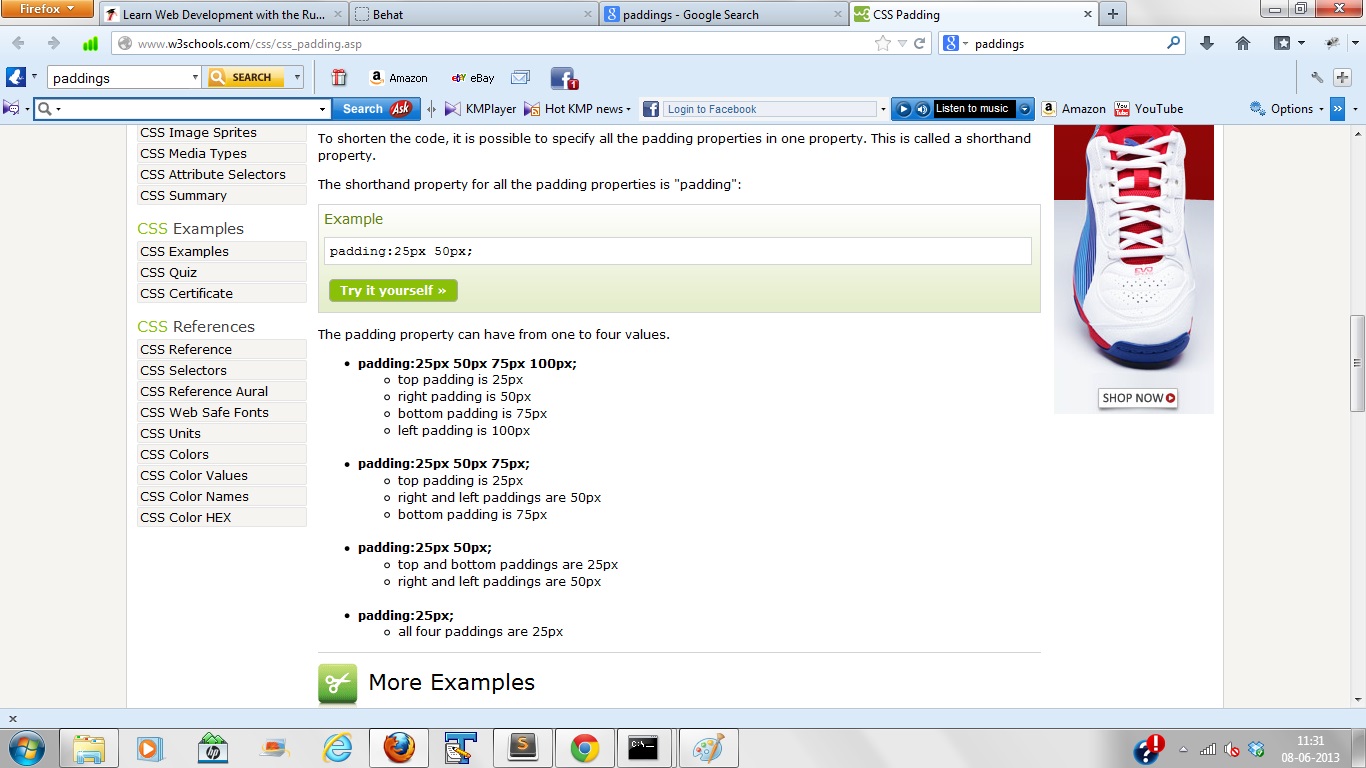 Firefox
Learn Web Development with the Ru...
Behat
paddings - Google Search
CSS Padding
www.w3schools.com/css/css_padding.asp
paddings
paddings
SEARCH
Amazon
ebY eBay
1
Search Ask
KMPlayer
Hot KMP news
Login to Facebook
Listen to music
Amazon
YouTube
Options
CSS Image Sprites
CSS Media Types
CSS Attribute Selectors
CSS Summary
CSS Examples
CSS Examples
CSS Quiz
CSS Certificate
CSS References
CSS Reference
CSS Selectors
CSS Reference Aural
CSS Web Safe Fonts
CSS Units
CSS Colors
CSS Color Values
CSS Color Names
CSS Color HEX
To shorten the code, it is possible to specify all the padding properties in one property. This is called a shorthand
property.
The shorthand property for all the padding properties is "padding":
Example
padding:25px 50px;
Try it yourself »
The padding property can have from one to four values.
padding:25px 50px 75px 100px;
top padding is 25px
right padding is 50px
bottom padding is 75px
left padding is 100px
padding:25px 50px 75px;
top padding is 25px
right and left paddings are 50px
bottom padding is 75px
padding:25px 50px;
top and bottom paddings are 25px
right and left paddings are 50px
padding:25px;
all four paddings are 25px
More Examples
EVO
SHOP NOW
11:31
08-06-2013